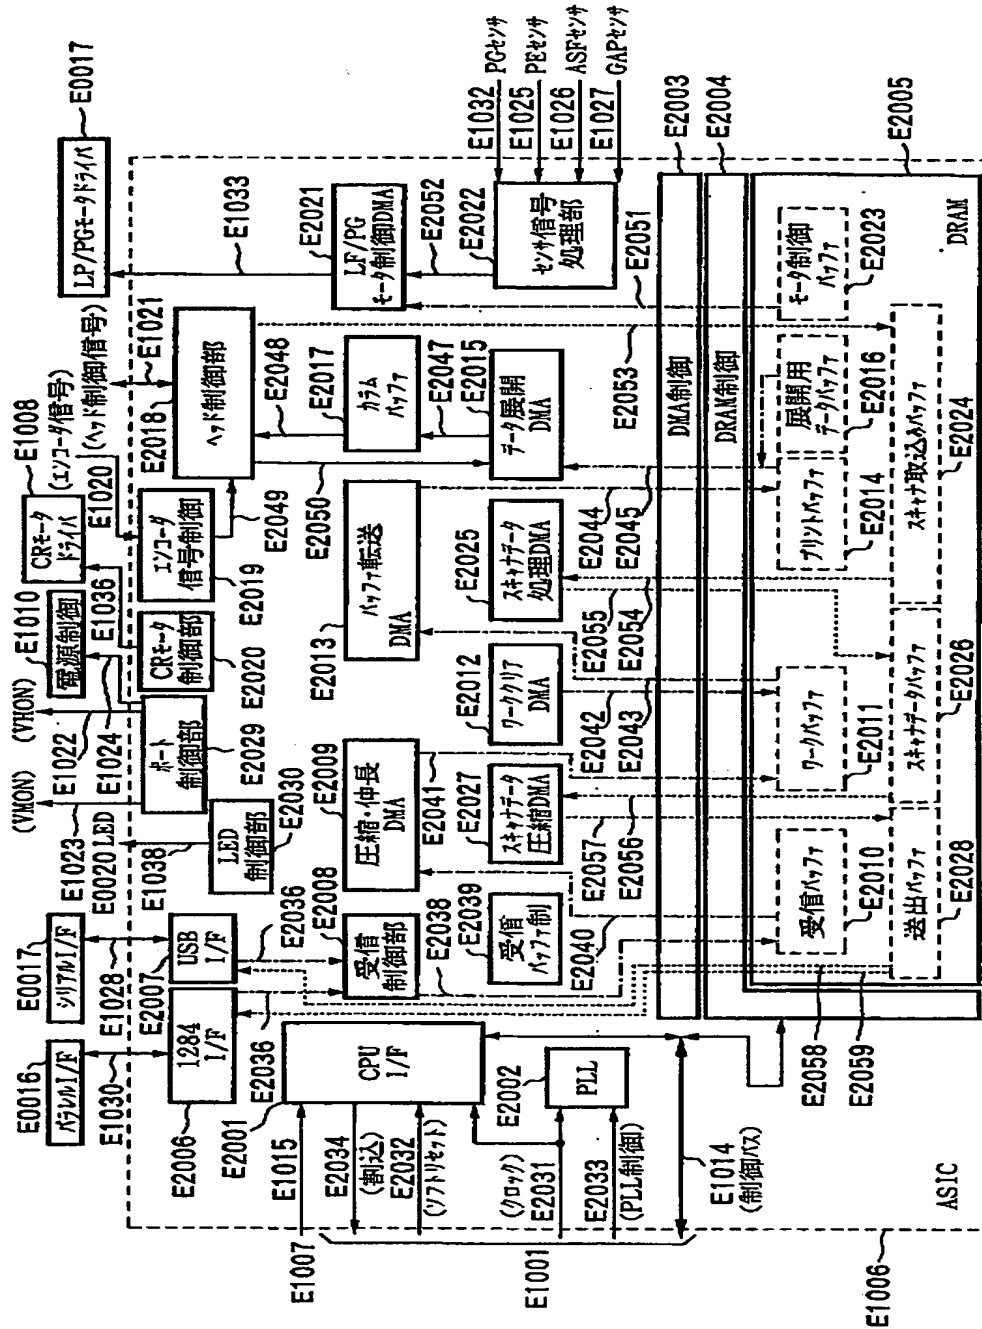 E0016
パラレルI/F
E1030
E0017
シリアルI/F
E1028
E1038
E0020 LED
E1023
(VMON)
E1022
(VHON)
E1024
E1010
電源制御
E1036
E1008
CRモータ
ドライバ
E1020
(エンコーダ信号)
(ヘッド制御信号)
E1021
LP/PGモータドライバ
E0017
E1033
E2006
1284
I/F
E2007
USB
I/F
E2036
E2036
LED
制御部
E2030
ポート
制御部
E2029
CRモータ
制御部
E2020
エンコーダ
信号制御
E2019
E2018
ヘッド制御部
E2049
E2050
E2048
E2001
CPU
I/F
E2008
受信
制御部
E2038
E2009
圧縮・伸長
DMA
E2041
E2013
バッファ転送
DMA
E2017
カラム
バッファ
E2047
E2021
LF/PG
モータ制御DMA
E2052
E1007
E1015
E2034
(割込)
E2032
(ソフトリセット)
E1001
(クロック)
E2031
E2033
(PLL制御)
E2002
PLL
E1014
(制御バス)
E2039
受信
バッファ制
E2027
スキャナデータ
圧縮DMA
E2012
ワーククリア
DMA
E2025
スキャナデータ
処理DMA
E2015
データ展開
DMA
E2022
センサ信号
処理部
E1032
PGセンサ
E1025
PEセンサ
E1026
ASFセンサ
E1027
GAPセンサ
E2040
E2057
E2056
E2042
E2043
E2055
E2054
E2044
E2045
E2053
E2051
DMA制御
E2003
DRAM制御
E2004
E2058
E2059
受信バッファ
E2010
ワークバッファ
E2011
プリントバッファ
E2014
展開用
データバッファ
E2016
モータ制御
バッファ
E2023
E2005
送出バッファ
E2028
スキャナデータバッファ
E2026
スキャナ取込みバッファ
E2024
DRAM
ASIC
E1006